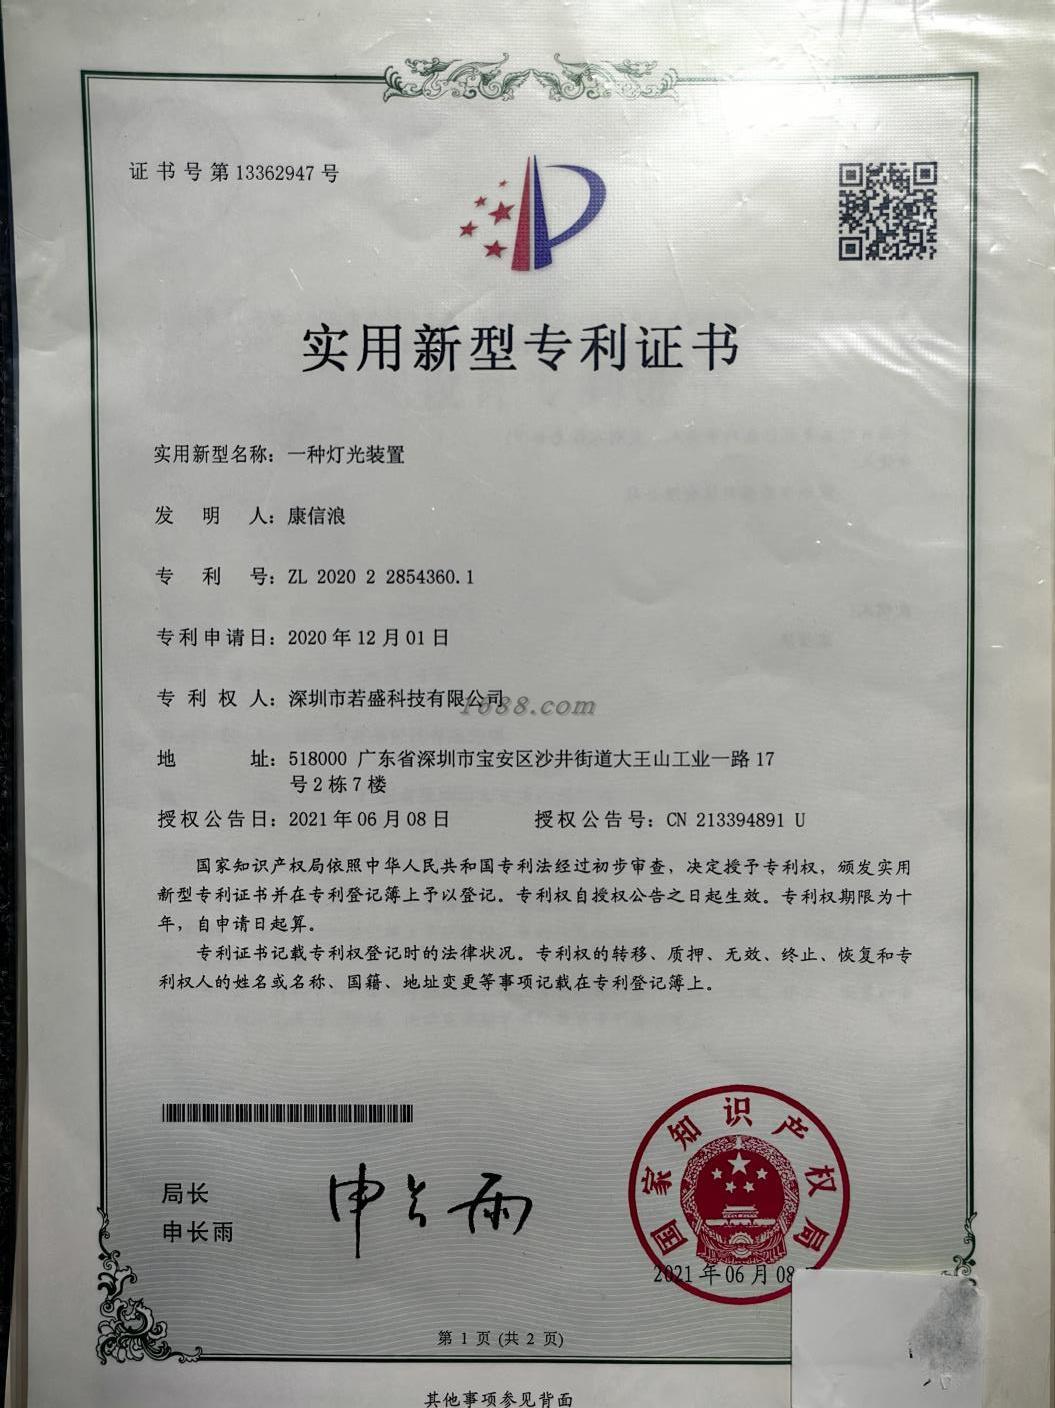 证书号第13362947号
实用新型专利证书
实用新型名称：一种灯光装置
发明人：康信浪
专利号：ZL 2020 2 2854360.1
专利申请日：2020年12月01日
专利权人：深圳市若盛科技有限公司
1688.com
地址：518000 广东省深圳市宝安区沙井街道大王山工业一路17
号2栋7楼
授权公告日：2021年06月08日 授权公告号：CN 213394891 U
国家知识产权局依照中华人民共和国专利法经过初步审查，决定授予专利权，颁发实用
新型专利证书并在专利登记簿上予以登记。专利权自授权公告之日起生效。专利权期限为十
年，自申请日起算。
专利证书记载专利权登记时的法律状况。专利权的转移、质押、无效、终止、恢复和专
利权人的姓名或名称、国籍、地址变更等事项记载在专利登记簿上。
局长
申长雨
申长雨
国家知识产权局
2021年06月08
第 1 页 (共 2 页)
其他事项参见背面